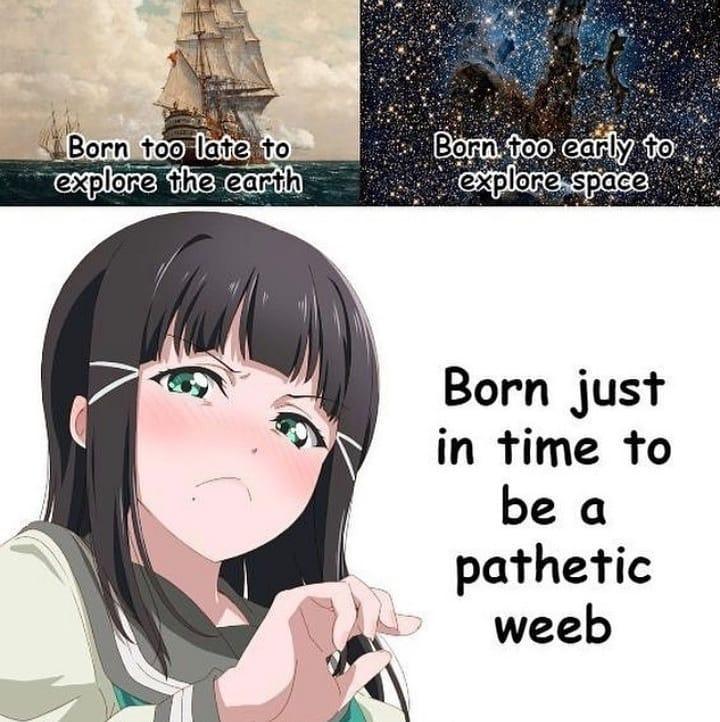 Born too late to
explore the earth
Born too early to
explore space
Born just
in time to
be a
pathetic
weeb